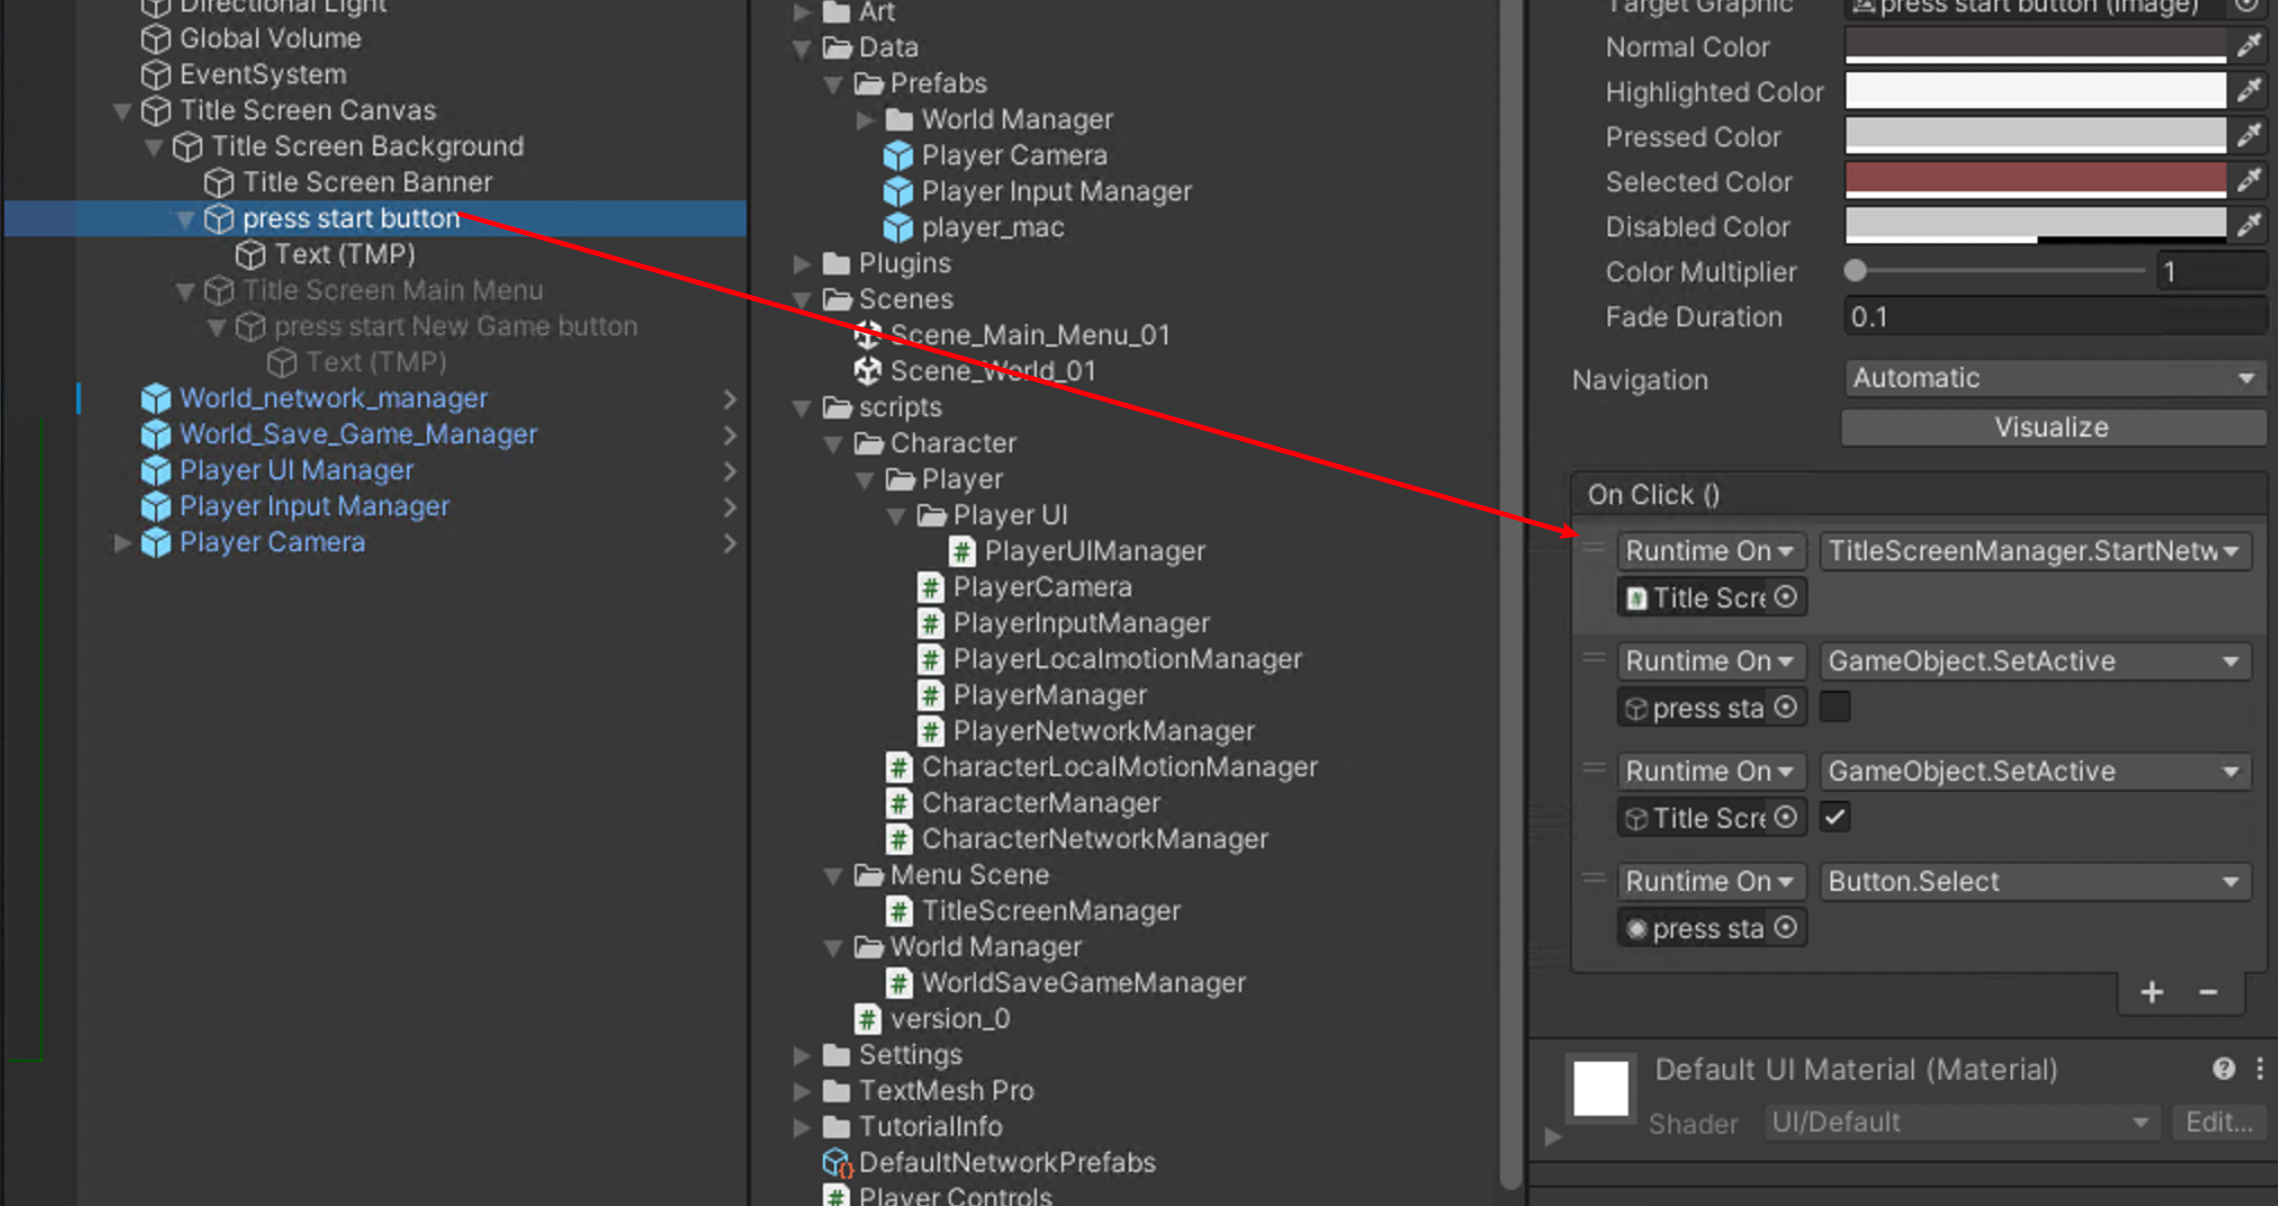 Directional Light
Global Volume
EventSystem
Title Screen Canvas
Title Screen Background
Title Screen Banner
press start button
Text (TMP)
Title Screen Main Menu
press start New Game button
Text (TMP)
World_network_manager
World_Save_Game_Manager
Player UI Manager
Player Input Manager
Player Camera
Art
Data
Prefabs
World Manager
Player Camera
Player Input Manager
player_mac
Plugins
Scenes
Scene_Main_Menu_01
Scene_World_01
scripts
Character
Player
Player UI
PlayerUIManager
PlayerCamera
PlayerInputManager
PlayerLocalmotionManager
PlayerManager
PlayerNetworkManager
CharacterLocalMotionManager
CharacterManager
CharacterNetworkManager
Menu Scene
TitleScreenManager
World Manager
WorldSaveGameManager
version_0
Settings
TextMesh Pro
TutorialInfo
DefaultNetworkPrefabs
Player Controls
Target Graphic press start button (Image)
Normal Color
Highlighted Color
Pressed Color
Selected Color
Disabled Color
Color Multiplier 1
Fade Duration 0.1
Navigation Automatic
Visualize
On Click ()
Runtime On TitleScreenManager.StartNetw
Title Scre
Runtime On GameObject.SetActive
press sta
Runtime On GameObject.SetActive
Title Scre
Runtime On Button.Select
press sta
+ -
Default UI Material (Material)
Shader UI/Default Edit...